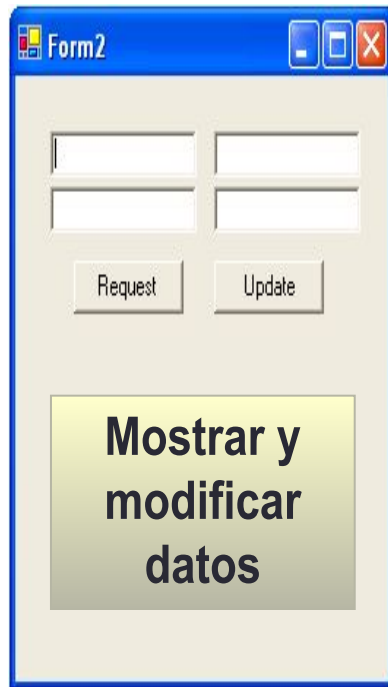 Form2
Request Update
Mostrar y
modificar
datos